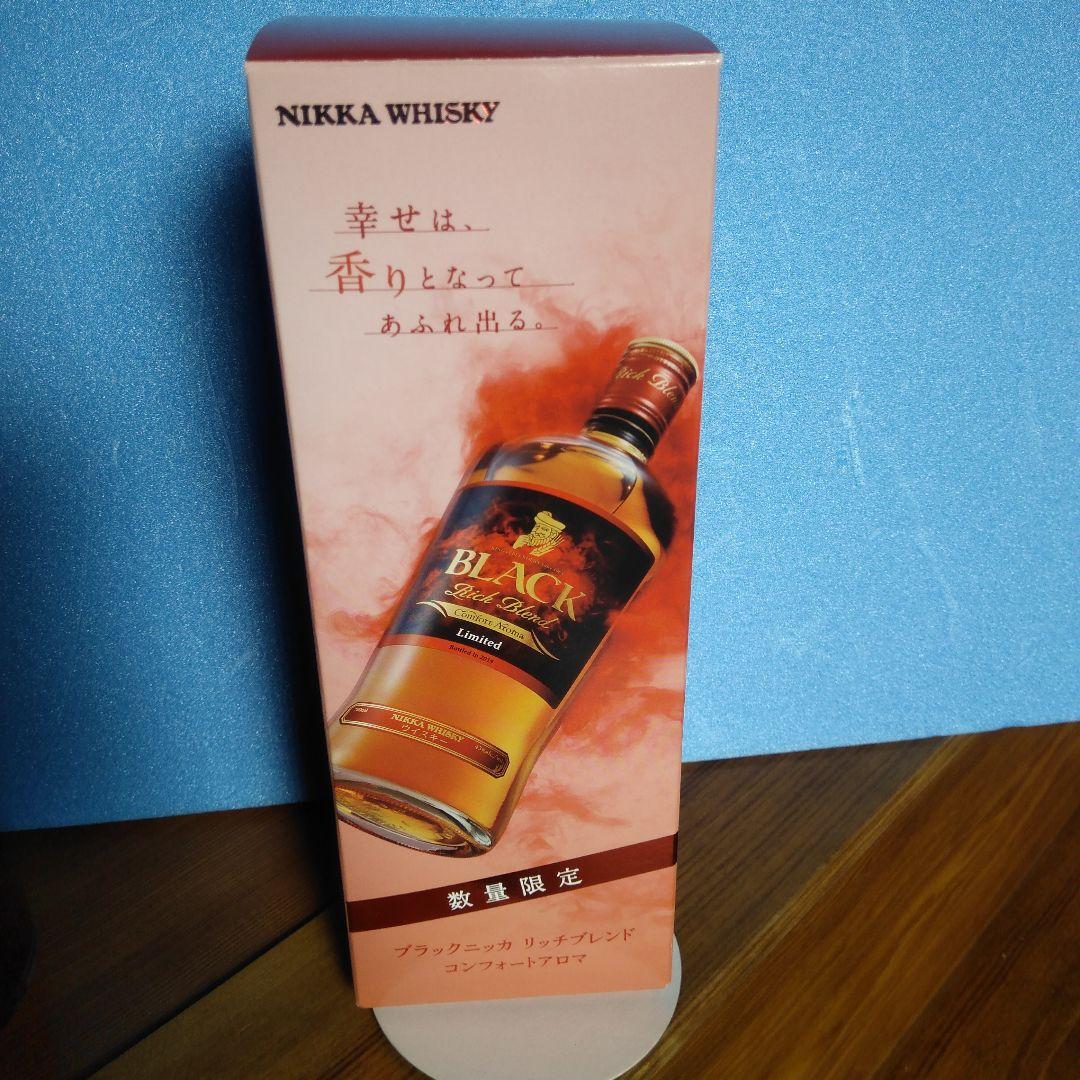 NIKKA WHISKY
幸せは、
香りとなって
あふれ出る。
Rich Blend
BLACK
Rich Blend
Comfort Aroma
Limited
NIKKA WHISKY
ウイスキー
数量限定
ブラックニッカ リッチブレンド
コンフォートアロマ